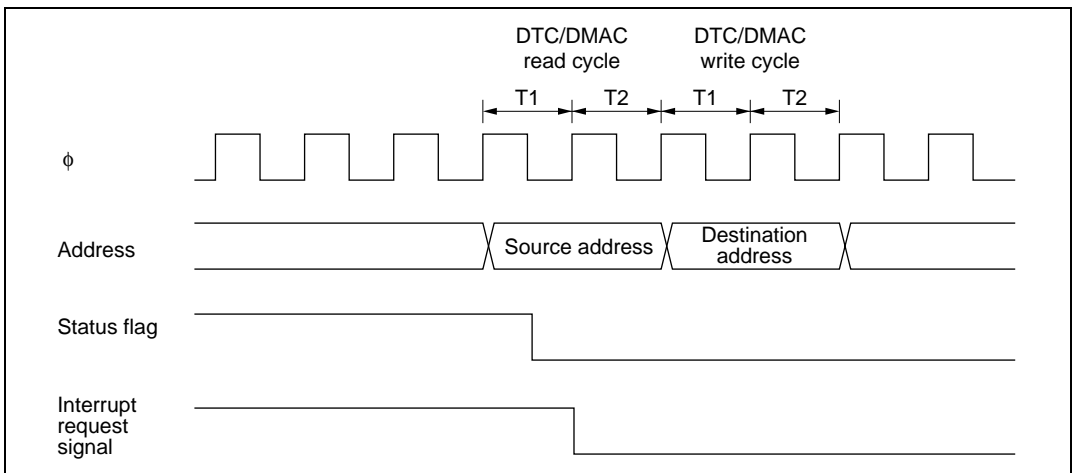 DTC/DMAC
read cycle
DTC/DMAC
write cycle
T1
T2
T1
T2
ϕ
Address
Source address
Destination
address
Status flag
Interrupt
request
signal